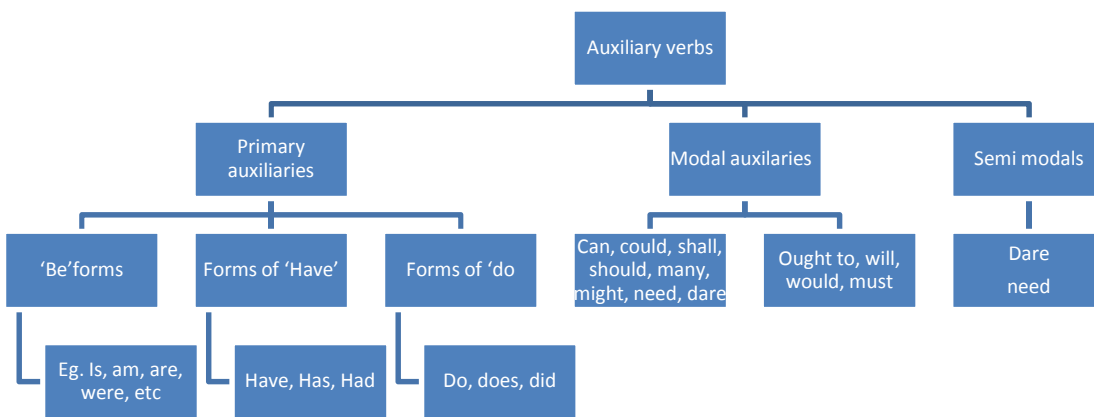 Auxiliary verbs
Primary
auxiliaries
Modal auxilaries
Semi modals
‘Be’forms
Forms of ‘Have’
Forms of ‘do
Can, could, shall,
should, many,
might, need, dare
Ought to, will,
would, must
Dare
need
Eg. Is, am, are,
were, etc
Have, Has, Had
Do, does, did